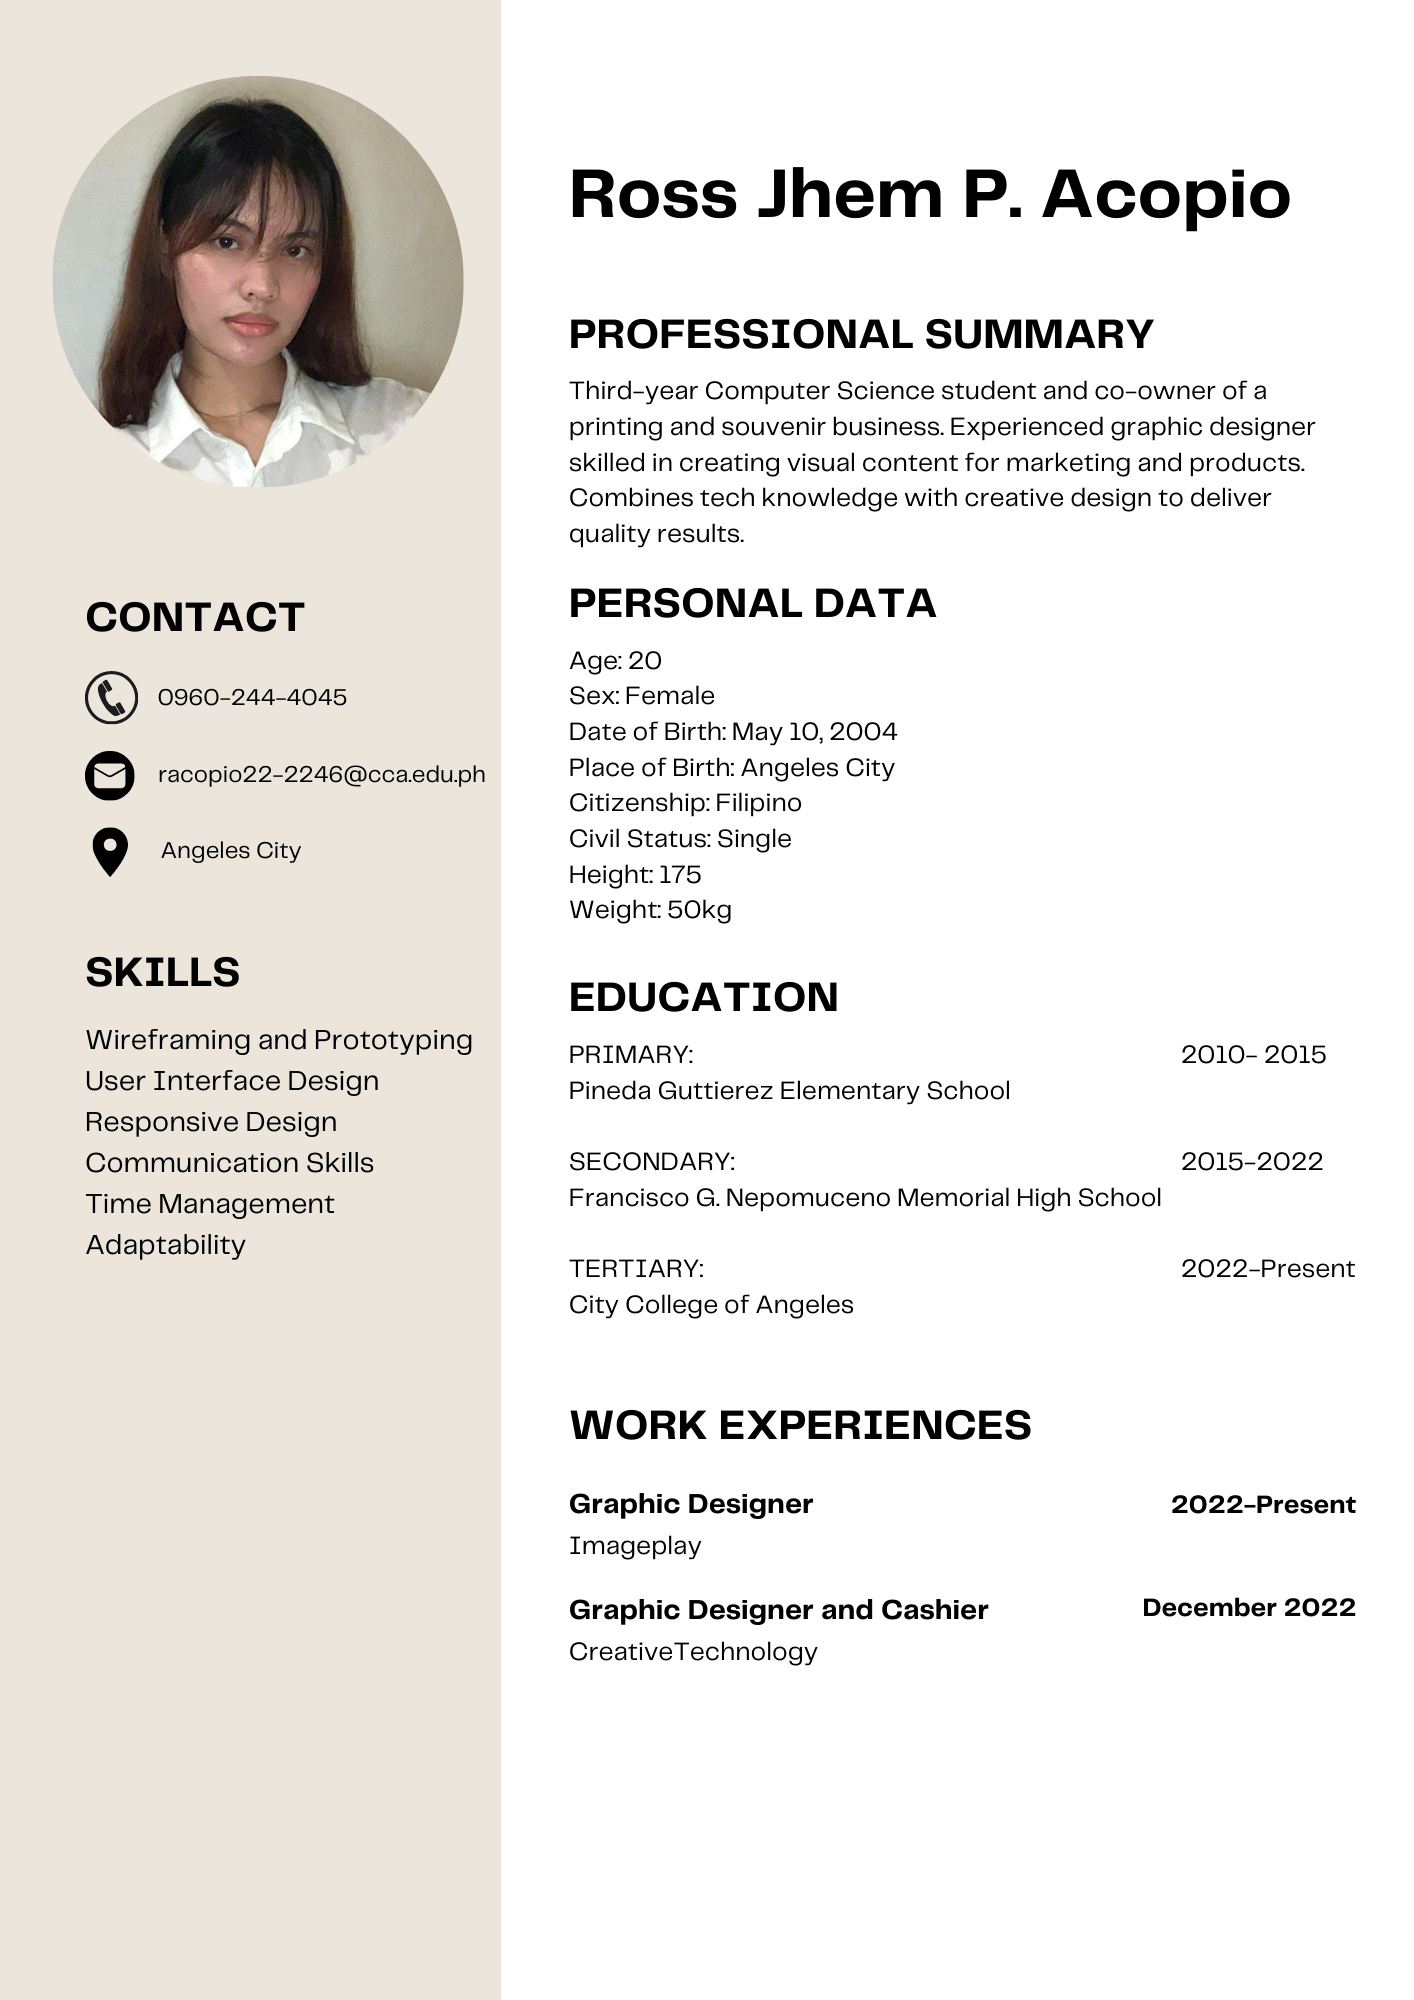 Ross Jhem P. Acopio
CONTACT
0960-244-4045
racopio22-2246@cca.edu.ph
Angeles City
SKILLS
Wireframing and Prototyping
User Interface Design
Responsive Design
Communication Skills
Time Management
Adaptability
PROFESSIONAL SUMMARY
Third-year Computer Science student and co-owner of a
printing and souvenir business. Experienced graphic designer
skilled in creating visual content for marketing and products.
Combines tech knowledge with creative design to deliver
quality results.
PERSONAL DATA
Age: 20
Sex: Female
Date of Birth: May 10, 2004
Place of Birth: Angeles City
Citizenship: Filipino
Civil Status: Single
Height: 175
Weight: 50kg
EDUCATION
PRIMARY: 2010- 2015
Pineda Guttierez Elementary School
SECONDARY: 2015-2022
Francisco G. Nepomuceno Memorial High School
TERTIARY: 2022-Present
City College of Angeles
WORK EXPERIENCES
Graphic Designer 2022-Present
Imageplay
Graphic Designer and Cashier December 2022
CreativeTechnology